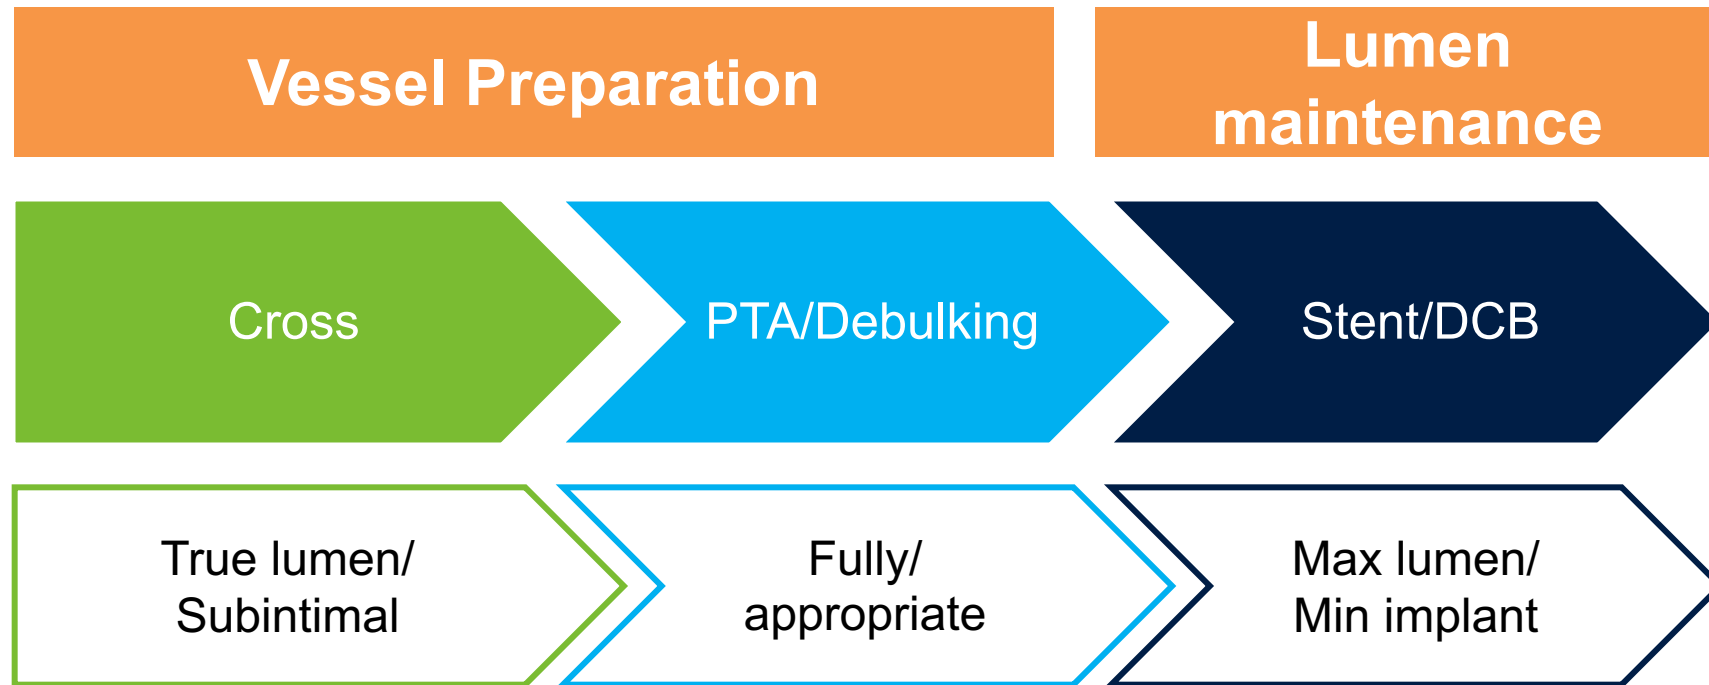 Vessel Preparation
Lumen
maintenance
Cross
PTA/Debulking
Stent/DCB
True lumen/
Subintimal
Fully/
appropriate
Max lumen/
Min implant